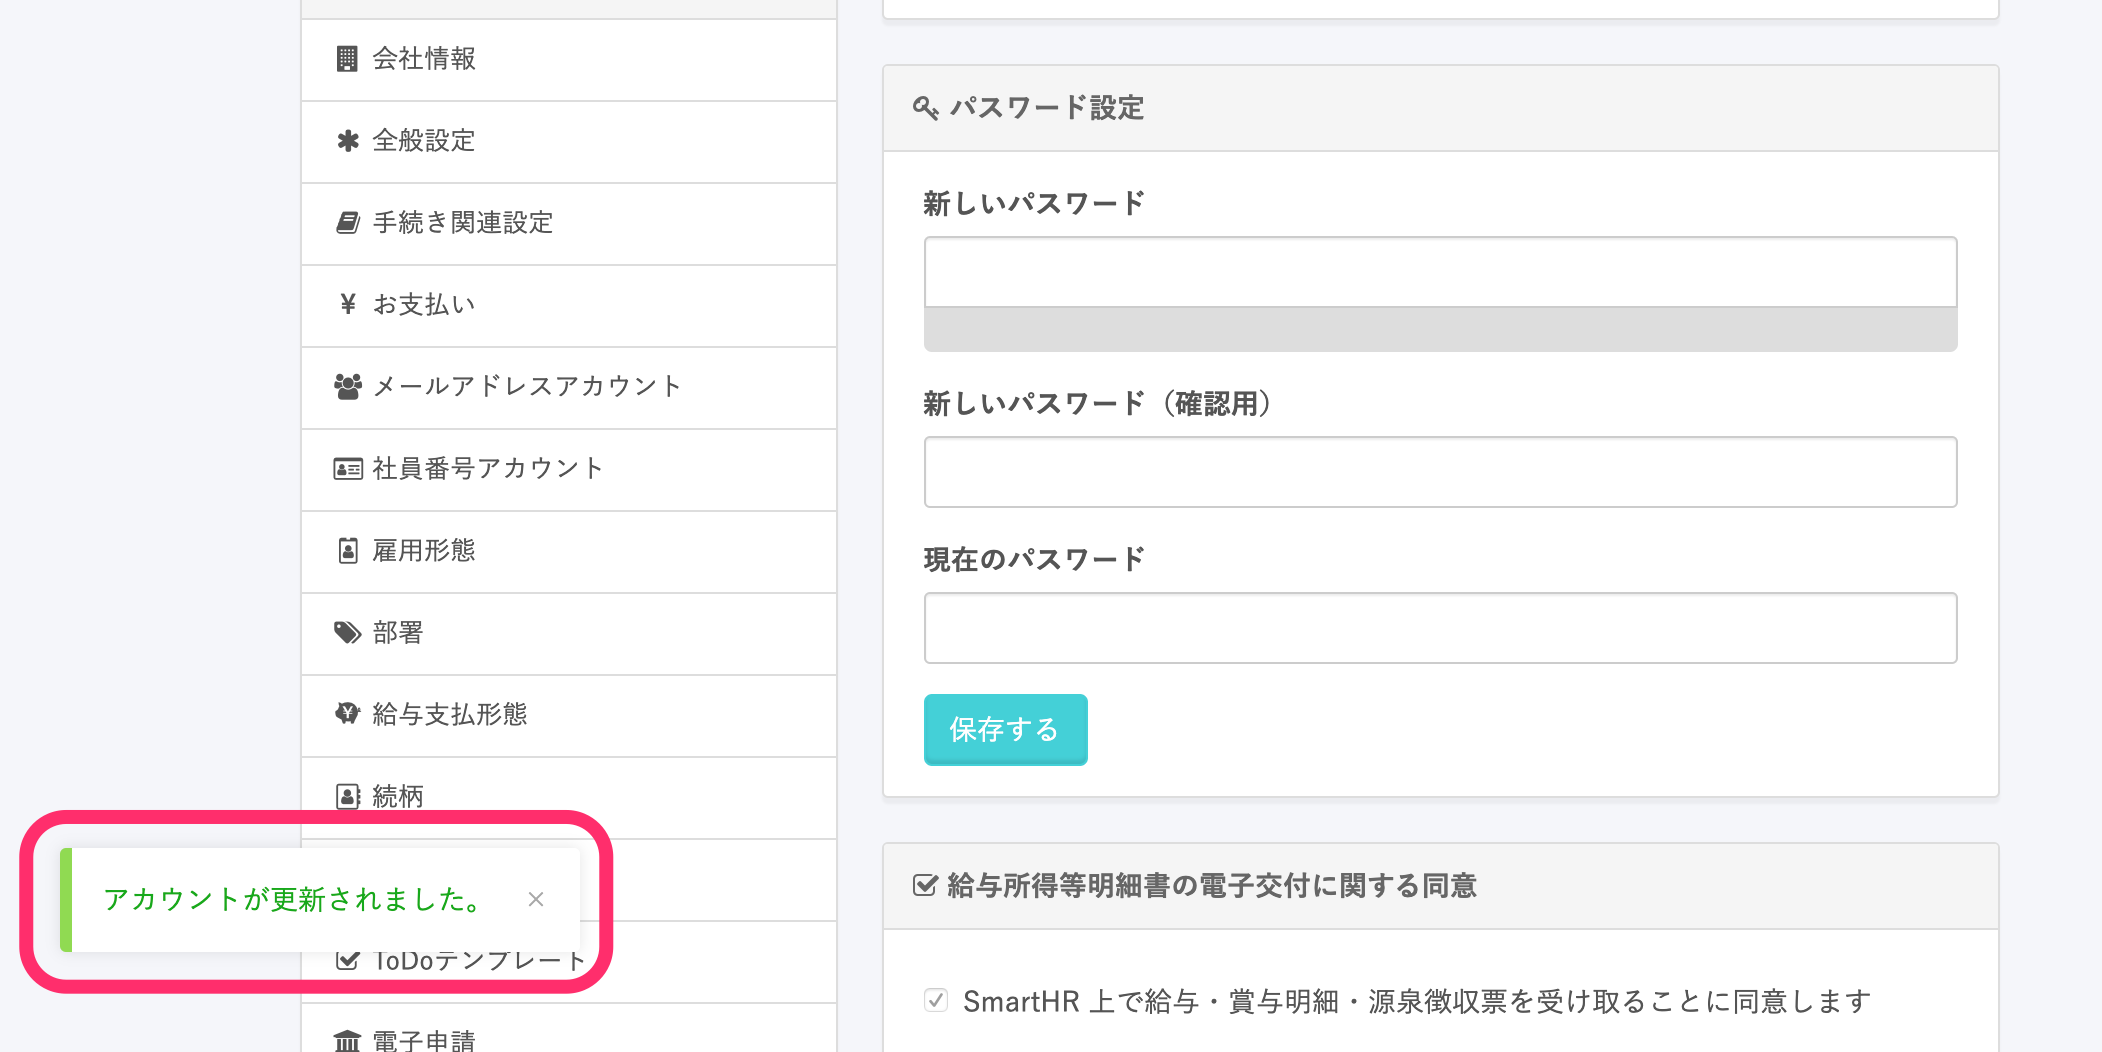 会社情報
全般設定
手続き関連設定
お支払い
メールアドレスアカウント
社員番号アカウント
雇用形態
部署
給与支払形態
続柄
アカウントが更新されました。
ToDoテンプレート
電子申請
パスワード設定
新しいパスワード
新しいパスワード（確認用）
現在のパスワード
保存する
給与所得等明細書の電子交付に関する同意
SmartHR 上で給与・賞与明細・源泉徴収票を受け取ることに同意します